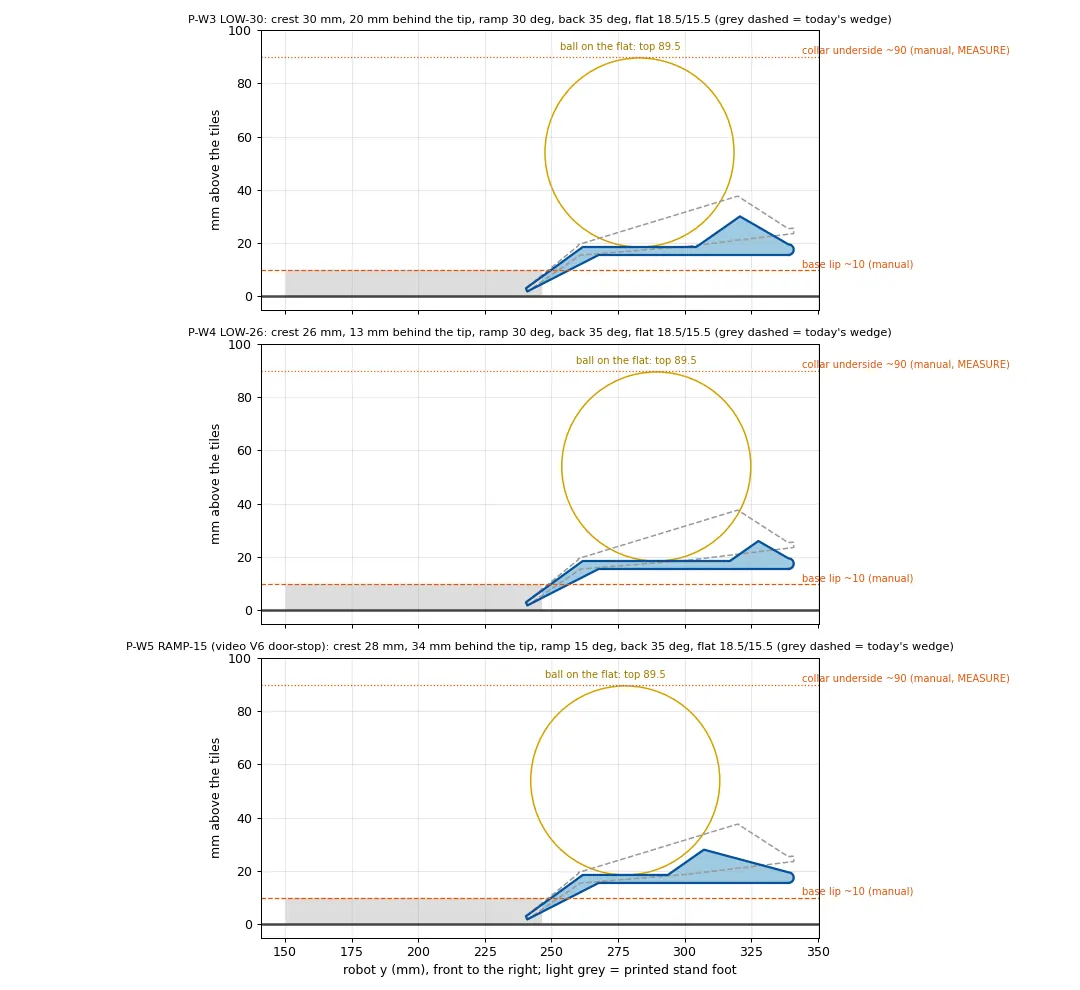 P-W3 LOW-30: crest 30 mm, 20 mm behind the tip, ramp 30 deg, back 35 deg, flat 18.5/15.5 (grey dashed = today's wedge)
100
80
60
40
20
0
mm above the tiles
ball on the flat: top 89.5
collar underside ~90 (manual, MEASURE)
base lip ~10 (manual)
P-W4 LOW-26: crest 26 mm, 13 mm behind the tip, ramp 30 deg, back 35 deg, flat 18.5/15.5 (grey dashed = today's wedge)
100
80
60
40
20
0
mm above the tiles
ball on the flat: top 89.5
collar underside ~90 (manual, MEASURE)
base lip ~10 (manual)
P-W5 RAMP-15 (video V6 door-stop): crest 28 mm, 34 mm behind the tip, ramp 15 deg, back 35 deg, flat 18.5/15.5 (grey dashed = today's wedge)
100
80
60
40
20
0
mm above the tiles
ball on the flat: top 89.5
collar underside ~90 (manual, MEASURE)
base lip ~10 (manual)
150 175 200 225 250 275 300 325 350
robot y (mm), front to the right; light grey = printed stand foot